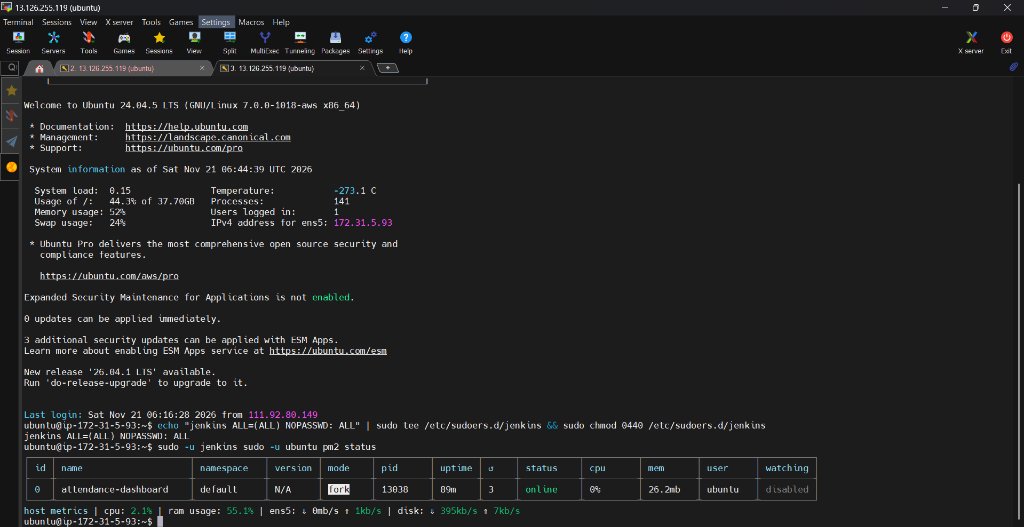 13.126.255.119 (ubuntu)
Terminal Sessions View X server Tools Games Settings Macros Help
Session Servers Tools Games Sessions View Split MultiExec Tunneling Packages Settings Help X server Exit
2. 13.126.255.119 (ubuntu) 3. 13.126.255.119 (ubuntu)
Welcome to Ubuntu 24.04.5 LTS (GNU/Linux 7.0.0-1018-aws x86_64)
* Documentation: https://help.ubuntu.com
* Management: https://landscape.canonical.com
* Support: https://ubuntu.com/pro
System information as of Sat Nov 21 06:44:39 UTC 2026
System load: 0.15 Temperature: -273.1 C
Usage of /: 44.3% of 37.70GB Processes: 141
Memory usage: 52% Users logged in: 1
Swap usage: 24% IPv4 address for ens5: 172.31.5.93
* Ubuntu Pro delivers the most comprehensive open source security and
compliance features.
https://ubuntu.com/aws/pro
Expanded Security Maintenance for Applications is not enabled.
0 updates can be applied immediately.
3 additional security updates can be applied with ESM Apps.
Learn more about enabling ESM Apps service at https://ubuntu.com/esm
New release '26.04.1 LTS' available.
Run 'do-release-upgrade' to upgrade to it.
Last login: Sat Nov 21 06:16:28 2026 from 111.92.80.149
ubuntu@ip-172-31-5-93:~$ echo "jenkins ALL=(ALL) NOPASSWD: ALL" | sudo tee /etc/sudoers.d/jenkins && sudo chmod 0440 /etc/sudoers.d/jenkins
jenkins ALL=(ALL) NOPASSWD: ALL
ubuntu@ip-172-31-5-93:~$ sudo -u jenkins sudo -u ubuntu pm2 status
id name namespace version mode pid uptime ↺ status cpu mem user watching
0 attendance-dashboard default N/A fork 13038 89m 3 online 0% 26.2mb ubuntu disabled
host metrics | cpu: 2.1% | ram usage: 55.1% | ens5: ⇓ 0mb/s ⇑ 1kb/s | disk: ⇓ 395kb/s ⇑ 7kb/s
ubuntu@ip-172-31-5-93:~$